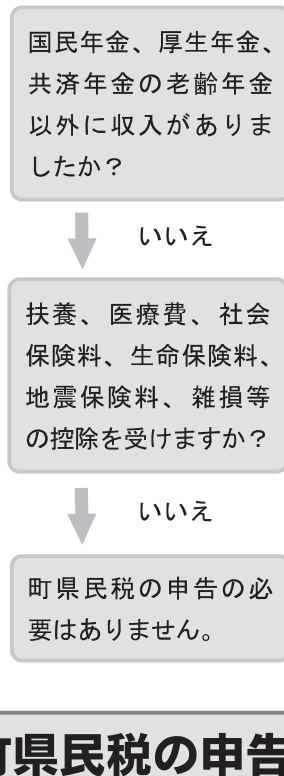 国民年金、厚生年金、
共済年金の老齢年金
以外に収入がありま
したか？
いいえ
扶養、医療費、社会
保険料、生命保険料、
地震保険料、雑損等
の控除を受けますか？
いいえ
町県民税の申告の必
要はありません。
町県民税の申告